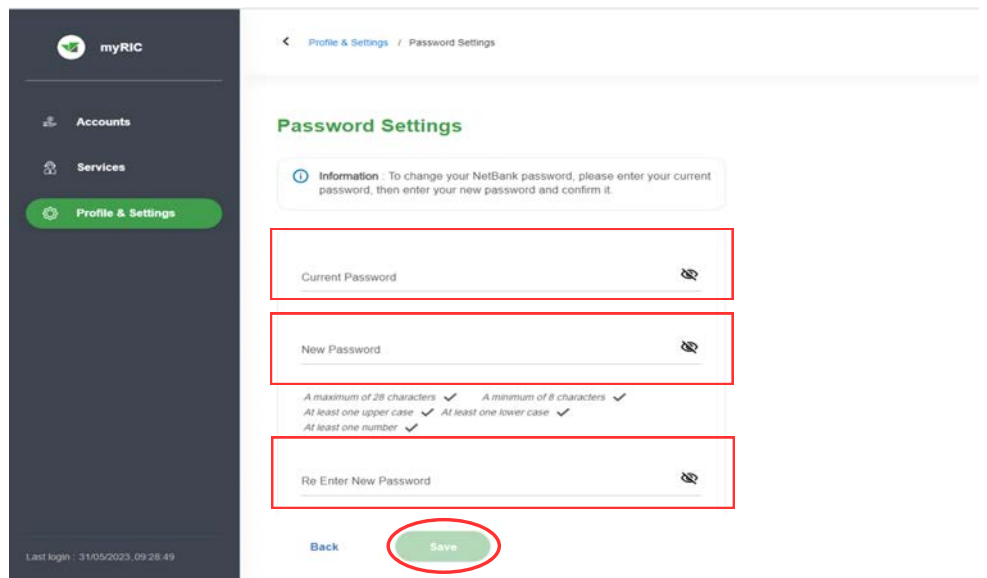 myRIC
Profile & Settings / Password Settings
Accounts
Services
Profile & Settings
Password Settings
Information : To change your NetBank password, please enter your current
password, then enter your new password and confirm it.
Current Password
New Password
A maximum of 28 characters ✓ A minimum of 8 characters ✓
At least one upper case ✓ At least one lower case ✓
At least one number ✓
Re Enter New Password
Back Save
Last login : 31/05/2023, 09:28:49